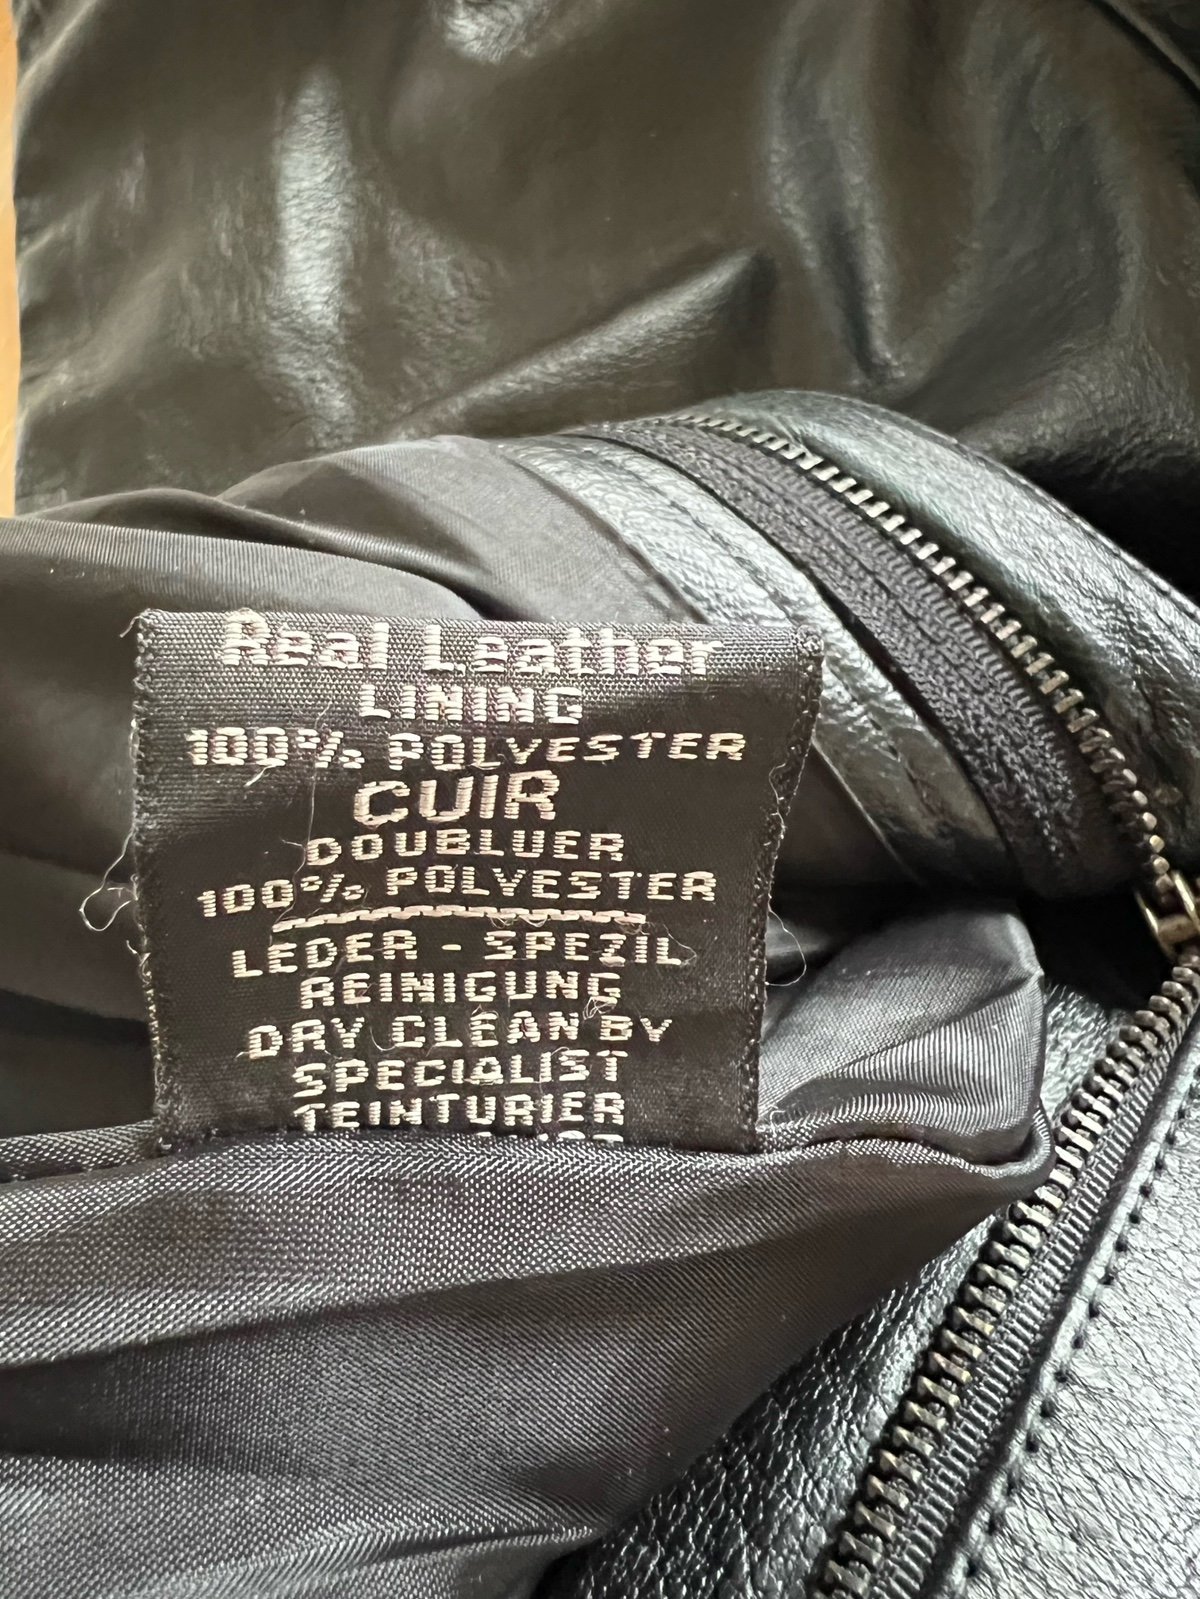 Real Leather
LINING
100% POLYESTER
CUIR
DOUBLUER
100% POLYESTER
LEDER - SPEZIL
REINIGUNG
DRY CLEAN BY
SPECIALIST
TEINTURIER